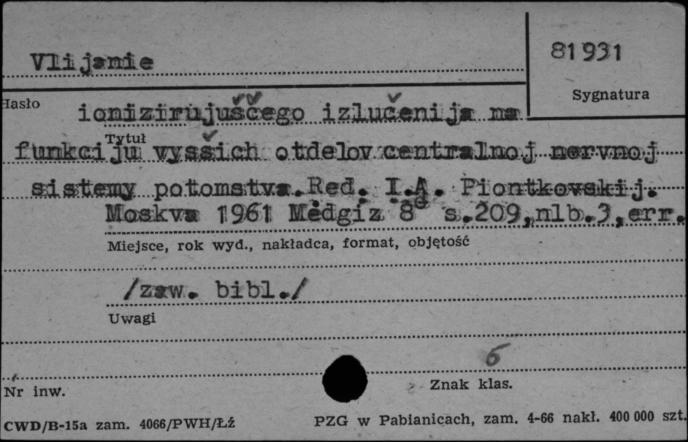 Vlijanie
81931
Hasło
Sygnatura
ionizirujuščego izlučenija na
Tytuł
funkciju vysšich otdelov centralnoj nervnoj
sistemy potomstva. Red. I.A. Piontkovskij.
Moskva 1961 Medgiz 8° s.209,nlb.3,err.
Miejsce, rok wyd., nakładca, format, objętość
/zaw. bibl./
Uwagi
6
Nr inw.
Znak klas.
CWD/B-15a zam. 4066/PWH/Łź
PZG w Pabianicach, zam. 4-66 nakł. 400 000 szt.